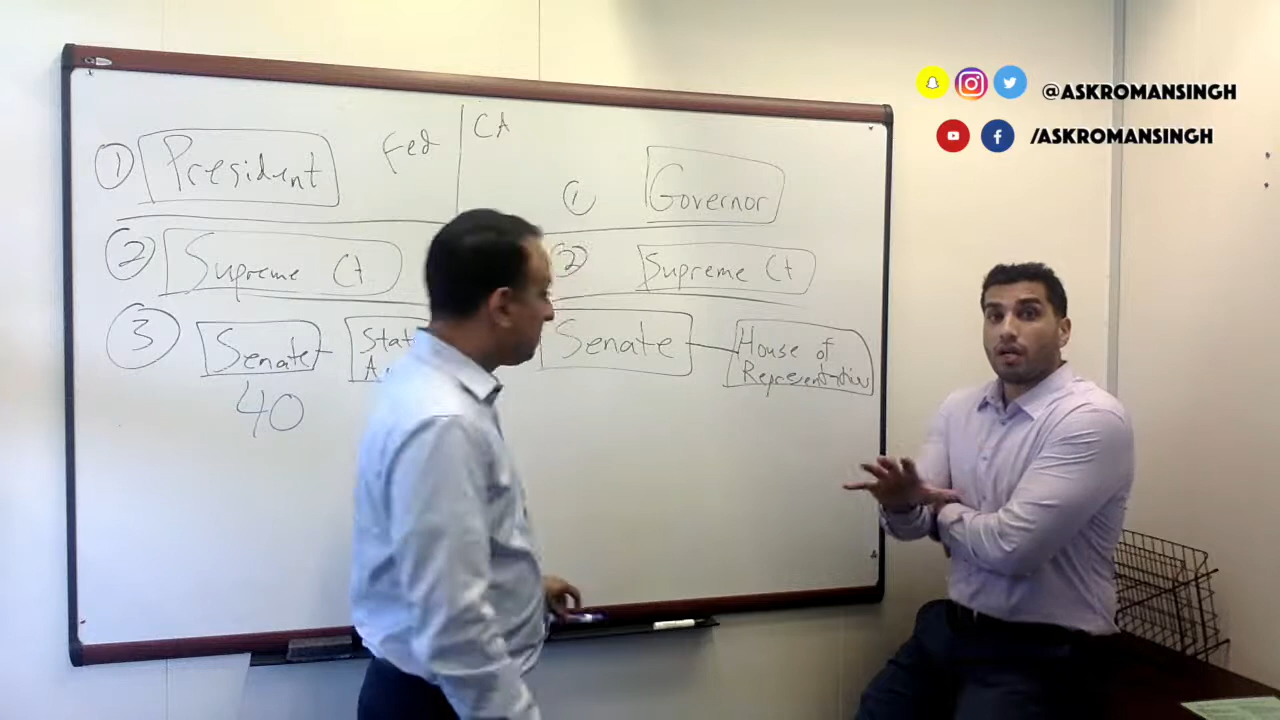 @ASKROMANSINGH
/ASKROMANSINGH
Fed | CA
① President
① Governor
② Supreme Ct
② Supreme Ct
③ Senate
Senate
House of
Representative
40